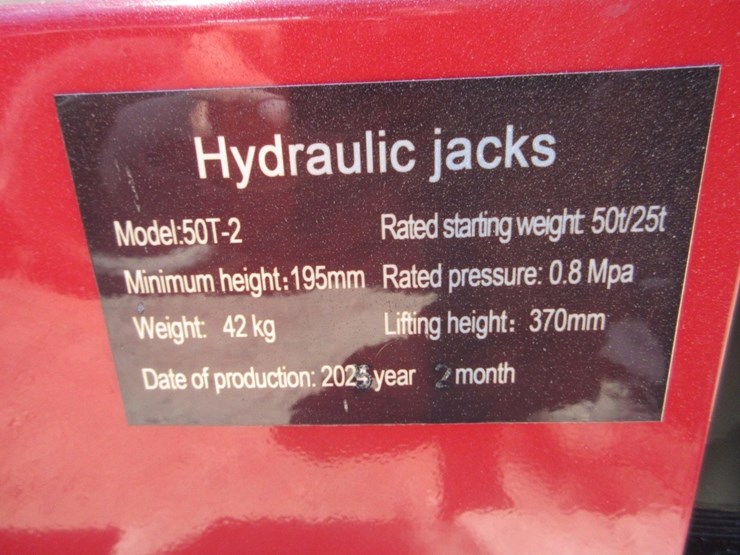 Hydraulic jacks
Model:50T-2 Rated starting weight: 50t/25t
Minimum height:195mm Rated pressure: 0.8 Mpa
Weight: 42 kg Lifting height: 370mm
Date of production: year 2 month